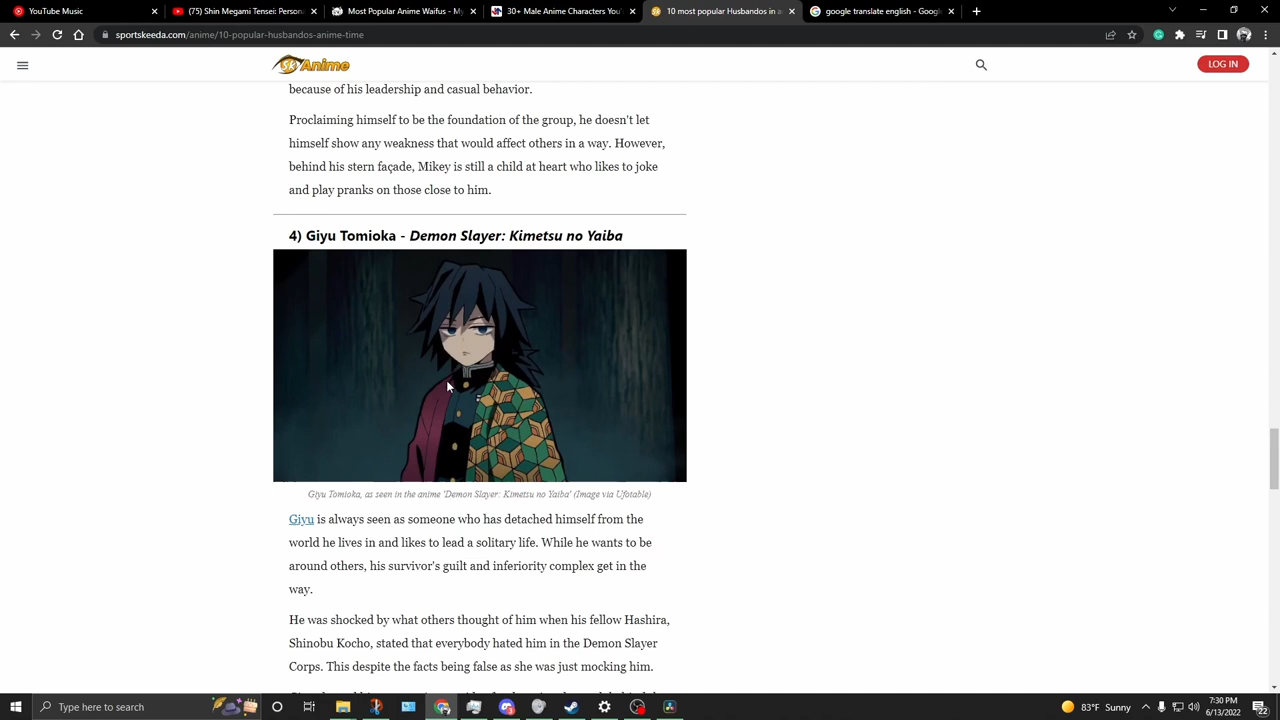 YouTube Music
(75) Shin Megami Tensei: Person
Most Popular Anime Waifus - My
30+ Male Anime Characters You'
10 most popular Husbandos in a
google translate english - Google
sportskeeda.com/anime/10-popular-husbandos-anime-time
SK Anime
LOG IN
because of his leadership and casual behavior.
Proclaiming himself to be the foundation of the group, he doesn't let
himself show any weakness that would affect others in a way. However,
behind his stern façade, Mikey is still a child at heart who likes to joke
and play pranks on those close to him.
4) Giyu Tomioka - Demon Slayer: Kimetsu no Yaiba
Giyu Tomioka, as seen in the anime 'Demon Slayer: Kimetsu no Yaiba' (Image via Ufotable)
Giyu is always seen as someone who has detached himself from the
world he lives in and likes to lead a solitary life. While he wants to be
around others, his survivor's guilt and inferiority complex get in the
way.
He was shocked by what others thought of him when his fellow Hashira,
Shinobu Kocho, stated that everybody hated him in the Demon Slayer
Corps. This despite the facts being false as she was just mocking him.
Type here to search
83°F Sunny
7:30 PM
6/13/2022
22